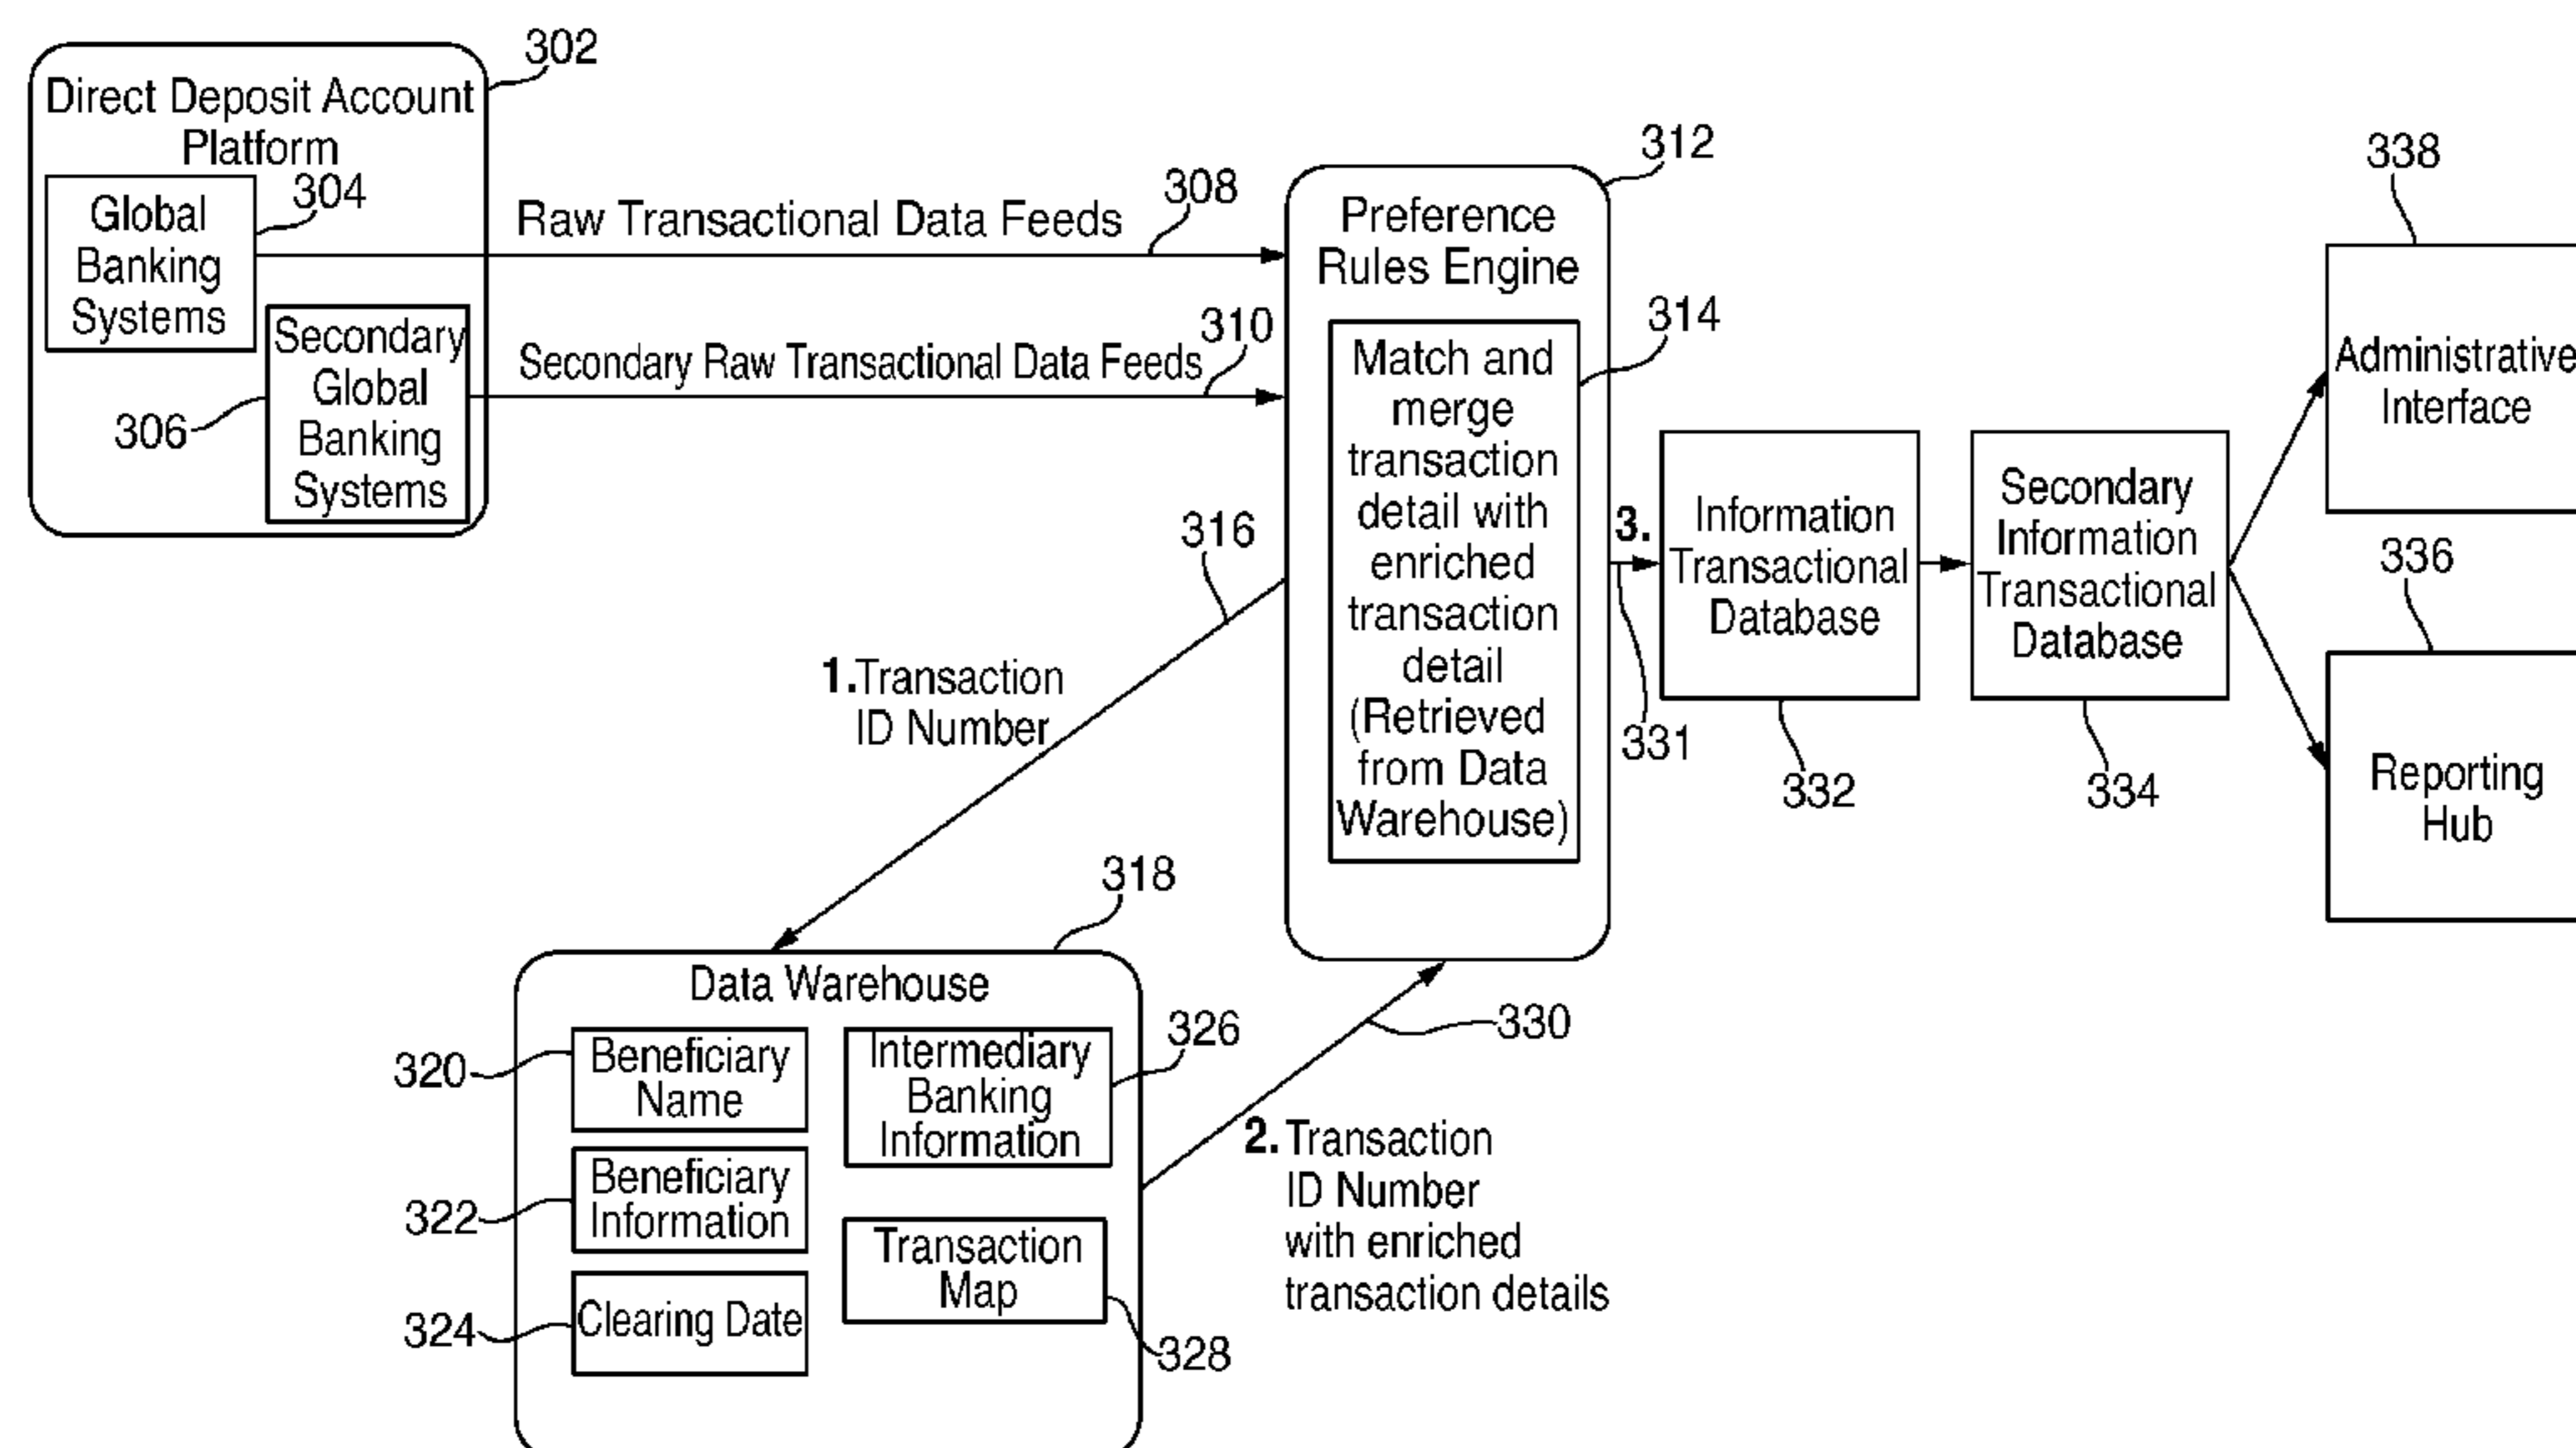 302
Direct Deposit Account
Platform
304
Global
Banking
Systems
Secondary
Global
Banking
Systems
306
Raw Transactional Data Feeds
308
Secondary Raw Transactional Data Feeds
310
312
Preference
Rules Engine
314
Match and
merge
transaction
detail with
enriched
transaction
detail
(Retrieved
from Data
Warehouse)
316
1. Transaction
ID Number
318
Data Warehouse
320
Beneficiary
Name
322
Beneficiary
Information
324
Clearing Date
326
Intermediary
Banking
Information
Transaction
Map
328
330
2. Transaction
ID Number
with enriched
transaction details
3.
331
Information
Transactional
Database
332
Secondary
Information
Transactional
Database
334
338
Administrative
Interface
336
Reporting
Hub